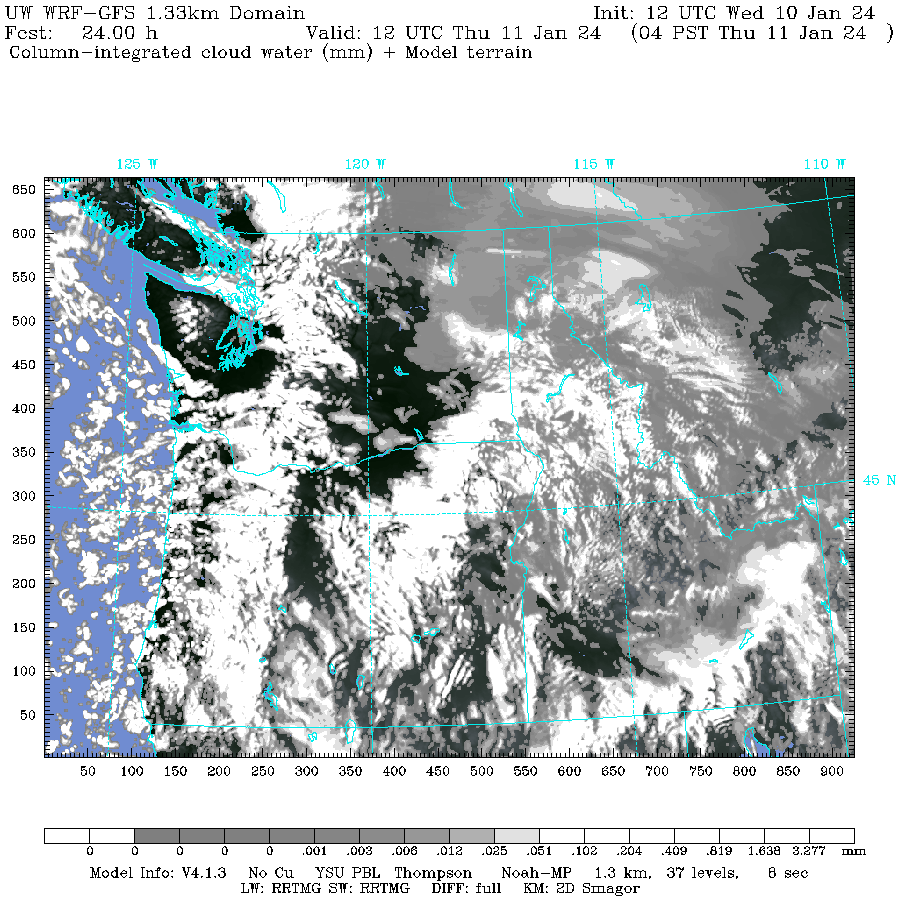 UW WRF-GFS 1.33km Domain Init: 12 UTC Wed 10 Jan 24
Fcst: 24.00 h Valid: 12 UTC Thu 11 Jan 24 (04 PST Thu 11 Jan 24 )
Column-integrated cloud water (mm) + Model terrain
125 W 120 W 115 W 110 W
650
600
550
500
450
400
350
45 N
300
250
200
150
100
50
50 100 150 200 250 300 350 400 450 500 550 600 650 700 750 800 850 900
0 0 0 0 0 .001 .003 .006 .012 .025 .051 .102 .204 .409 .819 1.638 3.277 mm
Model Info: V4.1.3 No Cu YSU PBL Thompson Noah-MP 1.3 km, 37 levels, 8 sec
LW: RRTMG SW: RRTMG DIFF: full KM: 2D Smagor